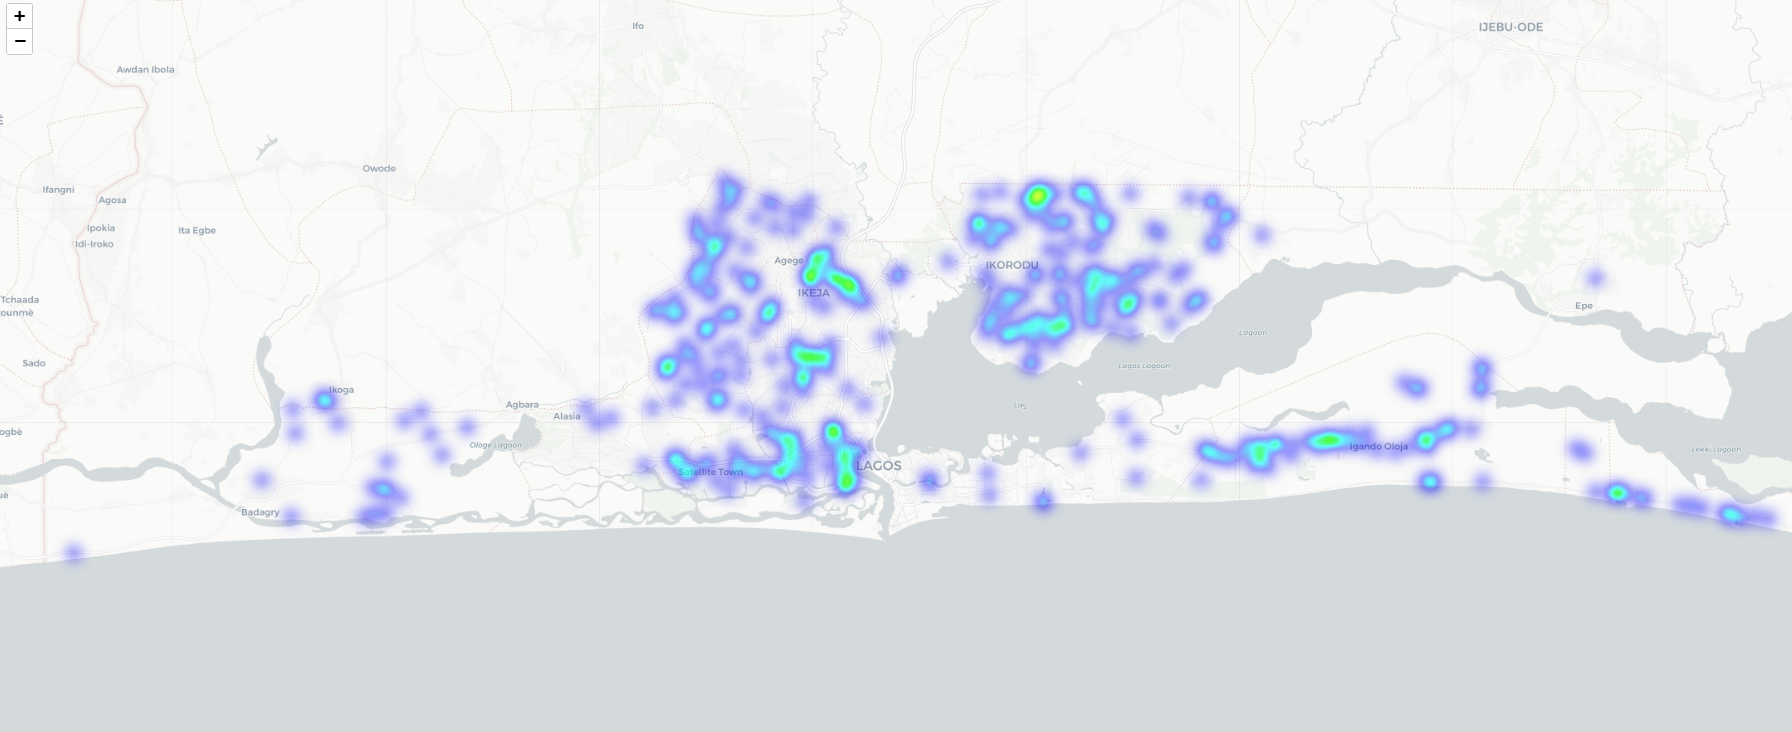 +
−
Ifo
IJEBU-ODE
Awdan Ibola
Owode
Ifangni
Agosa
Ipokia
Ita Egbe
Idi-Iroko
Agege
IKORODU
IKEJA
Tchaada
ounmè
Epe
Lagoon
Sado
Lagos Lagoon
Ikoga
Agbara
Alasia
Lag
ogbè
Ologe Lagoon
Igando Oloja
Lekki-Lagoon
Satellite Town
LAGOS
Badagry